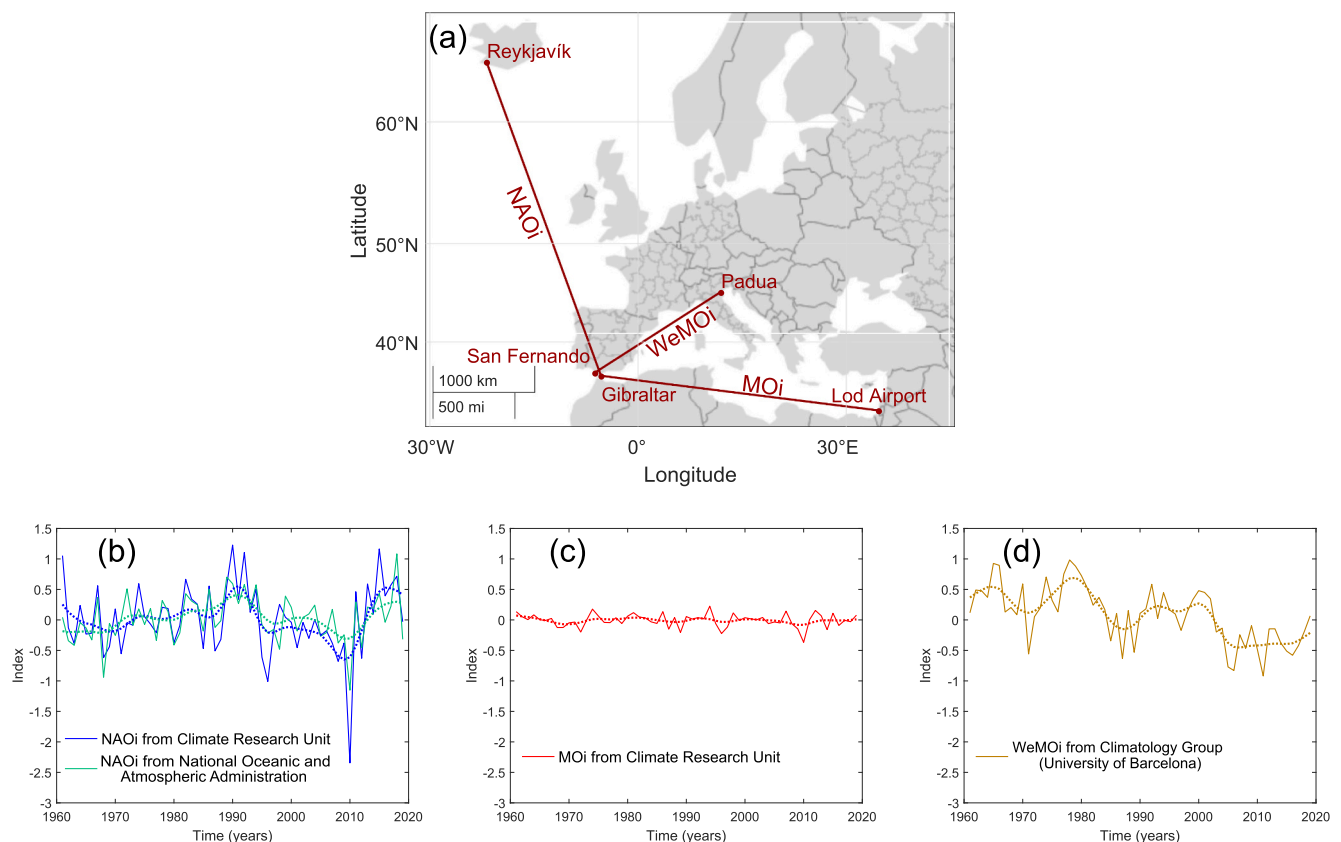 (a)
Reykjavík
60°N
NAOi
Latitude
50°N
Padua
WeMOi
40°N
San Fernando
1000 km
500 mi
MOi
Gibraltar
Lod Airport
30°W
0°
30°E
Longitude
(b)
1.5
1
0.5
0
-0.5
-1
-1.5
-2
-2.5
-3
Index
NAOi from Climate Research Unit
NAOi from National Oceanic and
Atmospheric Administration
1960 1970 1980 1990 2000 2010 2020
Time (years)
(c)
1.5
1
0.5
0
-0.5
-1
-1.5
-2
-2.5
-3
Index
MOi from Climate Research Unit
1960 1970 1980 1990 2000 2010 2020
Time (years)
(d)
1.5
1
0.5
0
-0.5
-1
-1.5
-2
-2.5
-3
Index
WeMOi from Climatology Group
(University of Barcelona)
1960 1970 1980 1990 2000 2010 2020
Time (years)